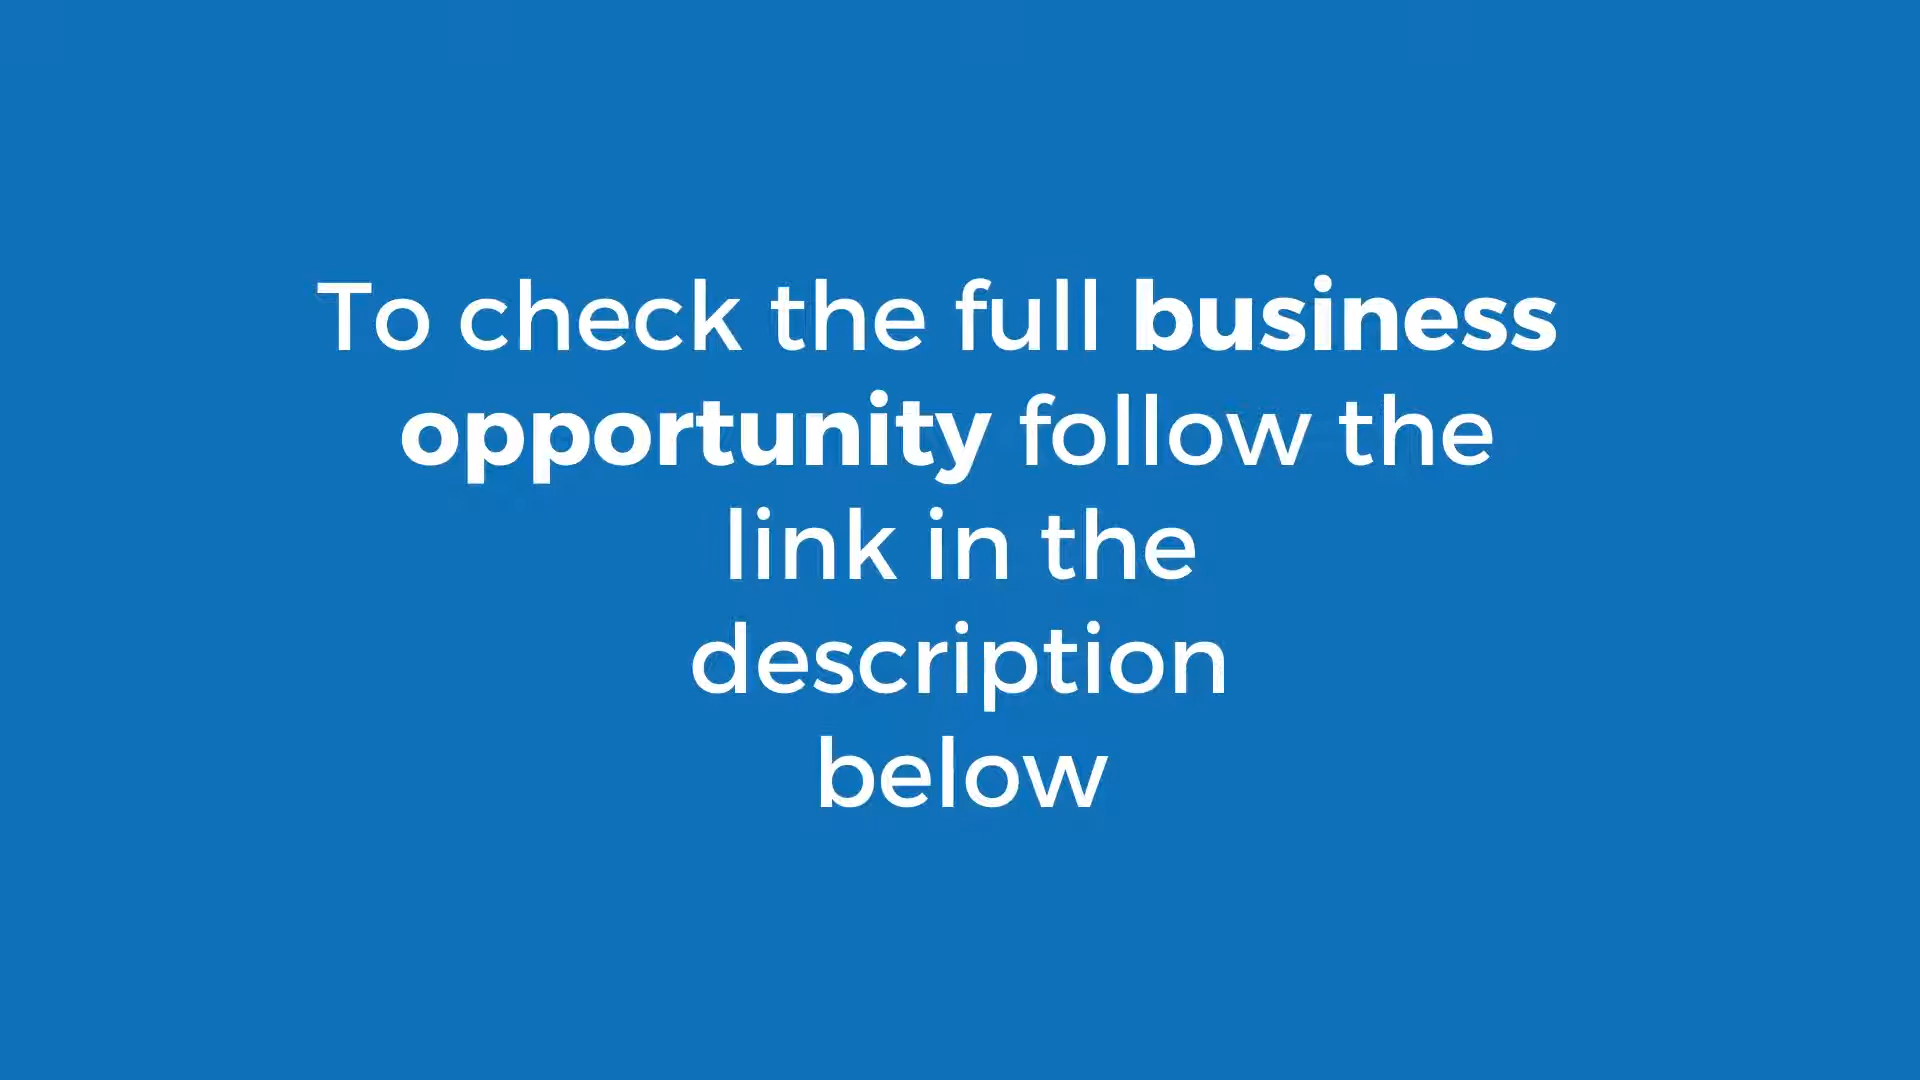 To check the full business
opportunity follow the
link in the
description
below